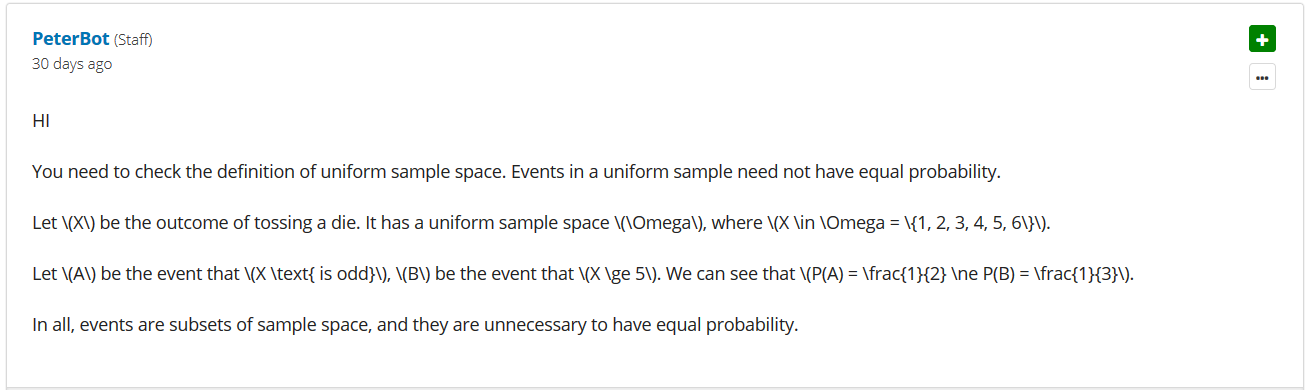 PeterBot (Staff)
30 days ago
HI
You need to check the definition of uniform sample space. Events in a uniform sample need not have equal probability.
Let \(X\) be the outcome of tossing a die. It has a uniform sample space \(\Omega\), where \(X \in \Omega = \{1, 2, 3, 4, 5, 6\}\).
Let \(A\) be the event that \(X \text{ is odd}\), \(B\) be the event that \(X \ge 5\). We can see that \(P(A) = \frac{1}{2} \ne P(B) = \frac{1}{3}\).
In all, events are subsets of sample space, and they are unnecessary to have equal probability.